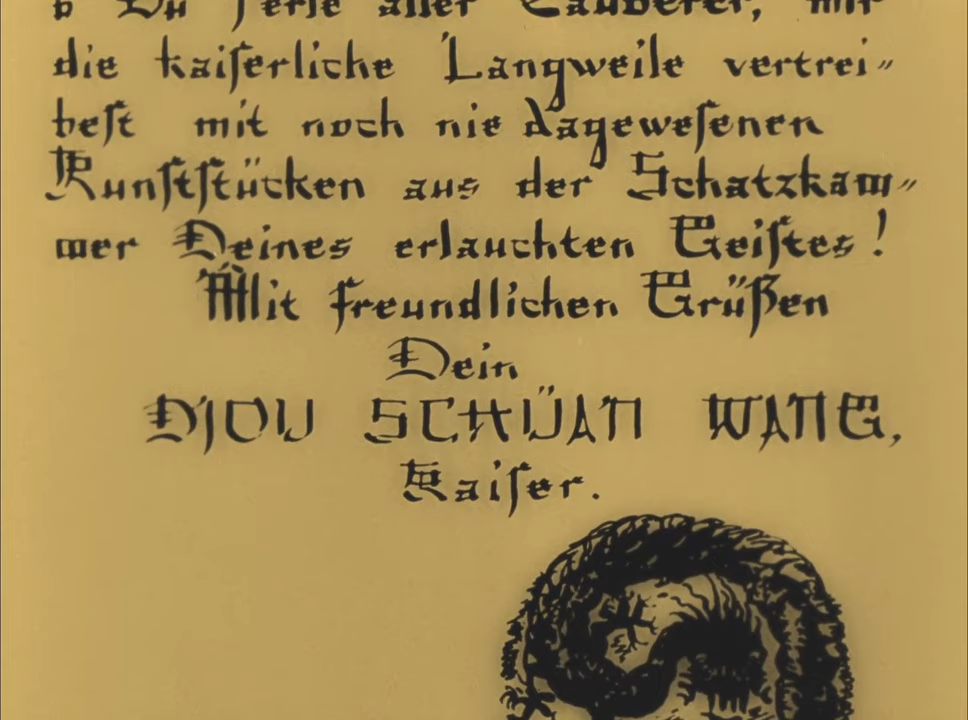 Du Perle aller Zauberer, mir
die kaiſerliche Langweile vertrei⸗
beſt mit noch nie dageweſenen
Kunſtſtücken aus der Schatzkam⸗
mer Deines erlauchten Geiſtes!
Mit freundlichen Grüßen
Dein
DJOU SCHÜAN WANG,
Kaiſer.